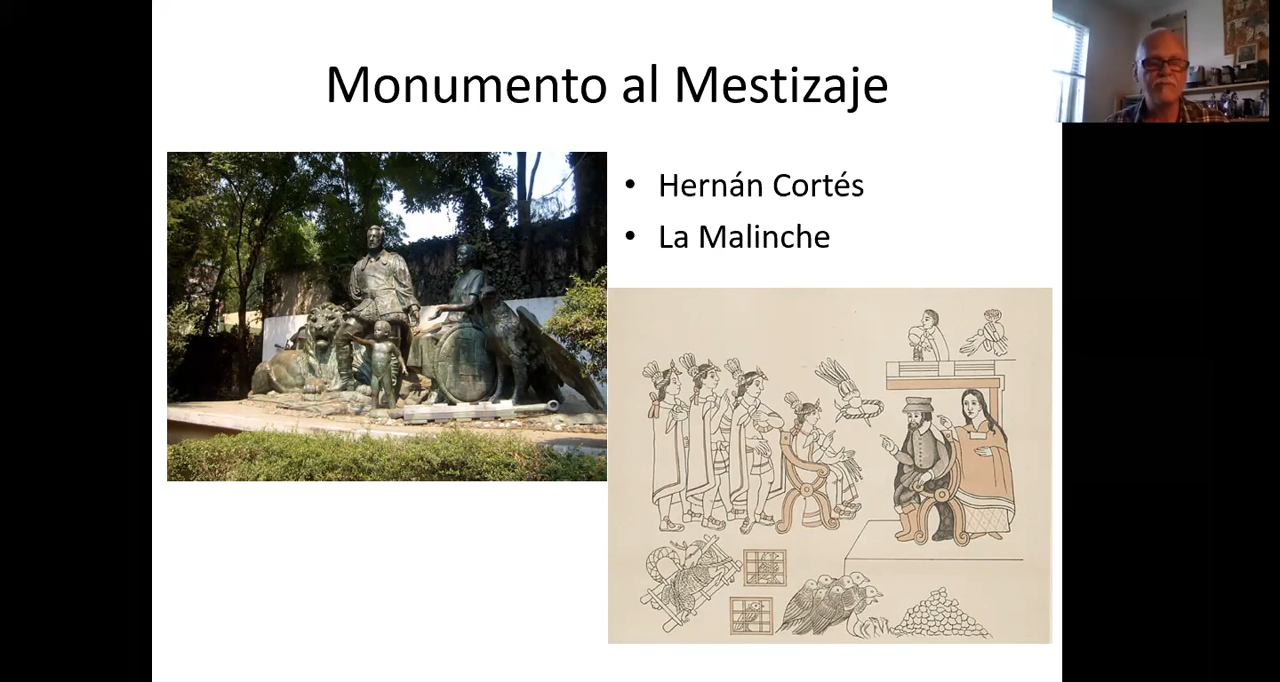 Monumento al Mestizaje
• Hernán Cortés
• La Malinche